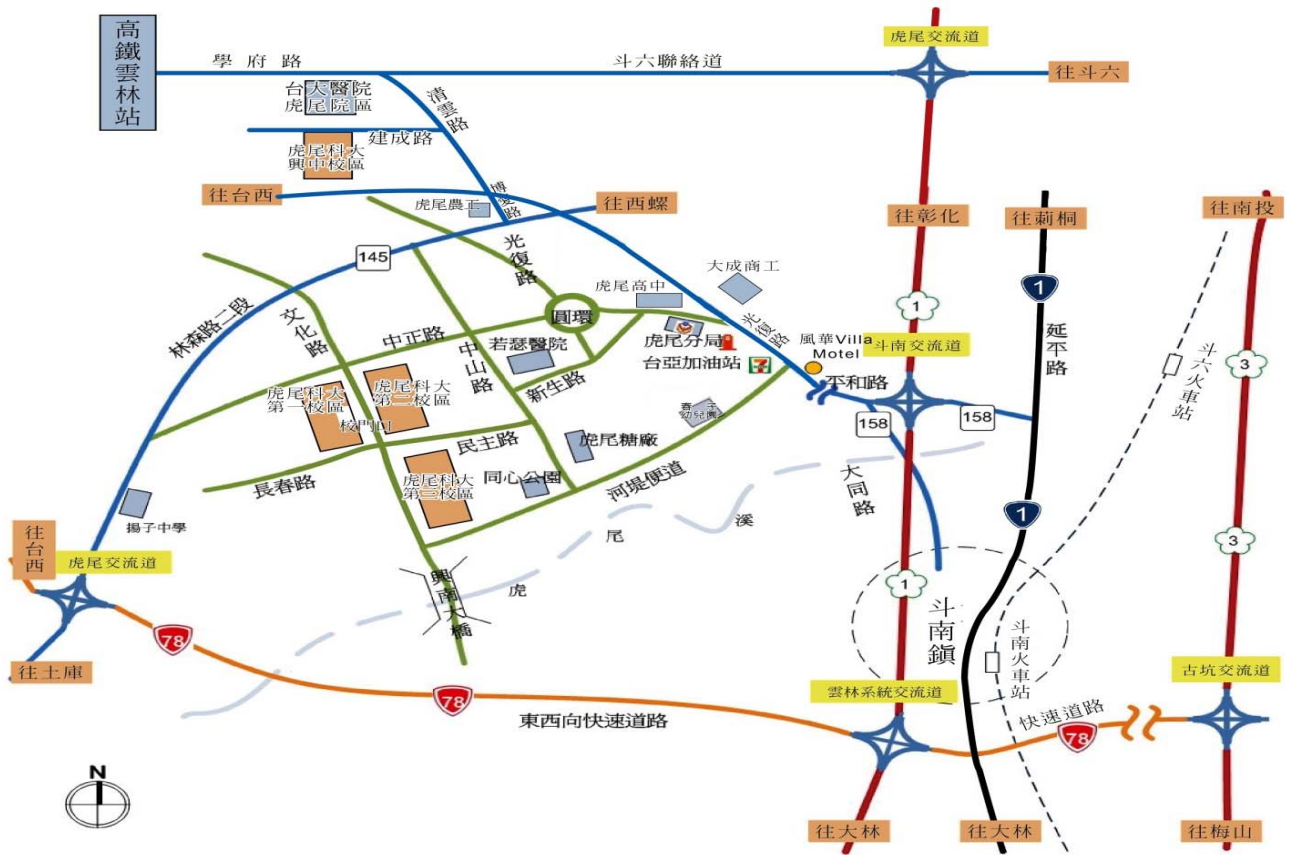 高鐵雲林站
學府路
斗六聯絡道
虎尾交流道
往斗六
台大醫院
虎尾院區
清雲路
建成路
虎尾科大
興中校區
往台西
虎尾農工
博愛路
往西螺
往彰化
往莿桐
往南投
145
光復路
大成商工
虎尾高中
1
1
林森路二段
文化路
中正路
中山路
圓環
若瑟醫院
新生路
虎尾分局
台亞加油站
7
光復路
風華Villa
Motel
斗南交流道
平和路
延平路
斗六火車站
3
虎尾科大
第一校區
校門口
虎尾科大
第二校區
158
158
民主路
虎尾糖廠
幼兒園
河堤便道
大同路
長春路
虎尾科大
第三校區
同心公園
揚子中學
1
3
往台西
虎尾交流道
虎
尾
溪
興南大橋
1
斗南鎮
斗南火車站
78
往土庫
78
東西向快速道路
雲林系統交流道
快速道路
78
古坑交流道
N
往大林
往大林
往梅山